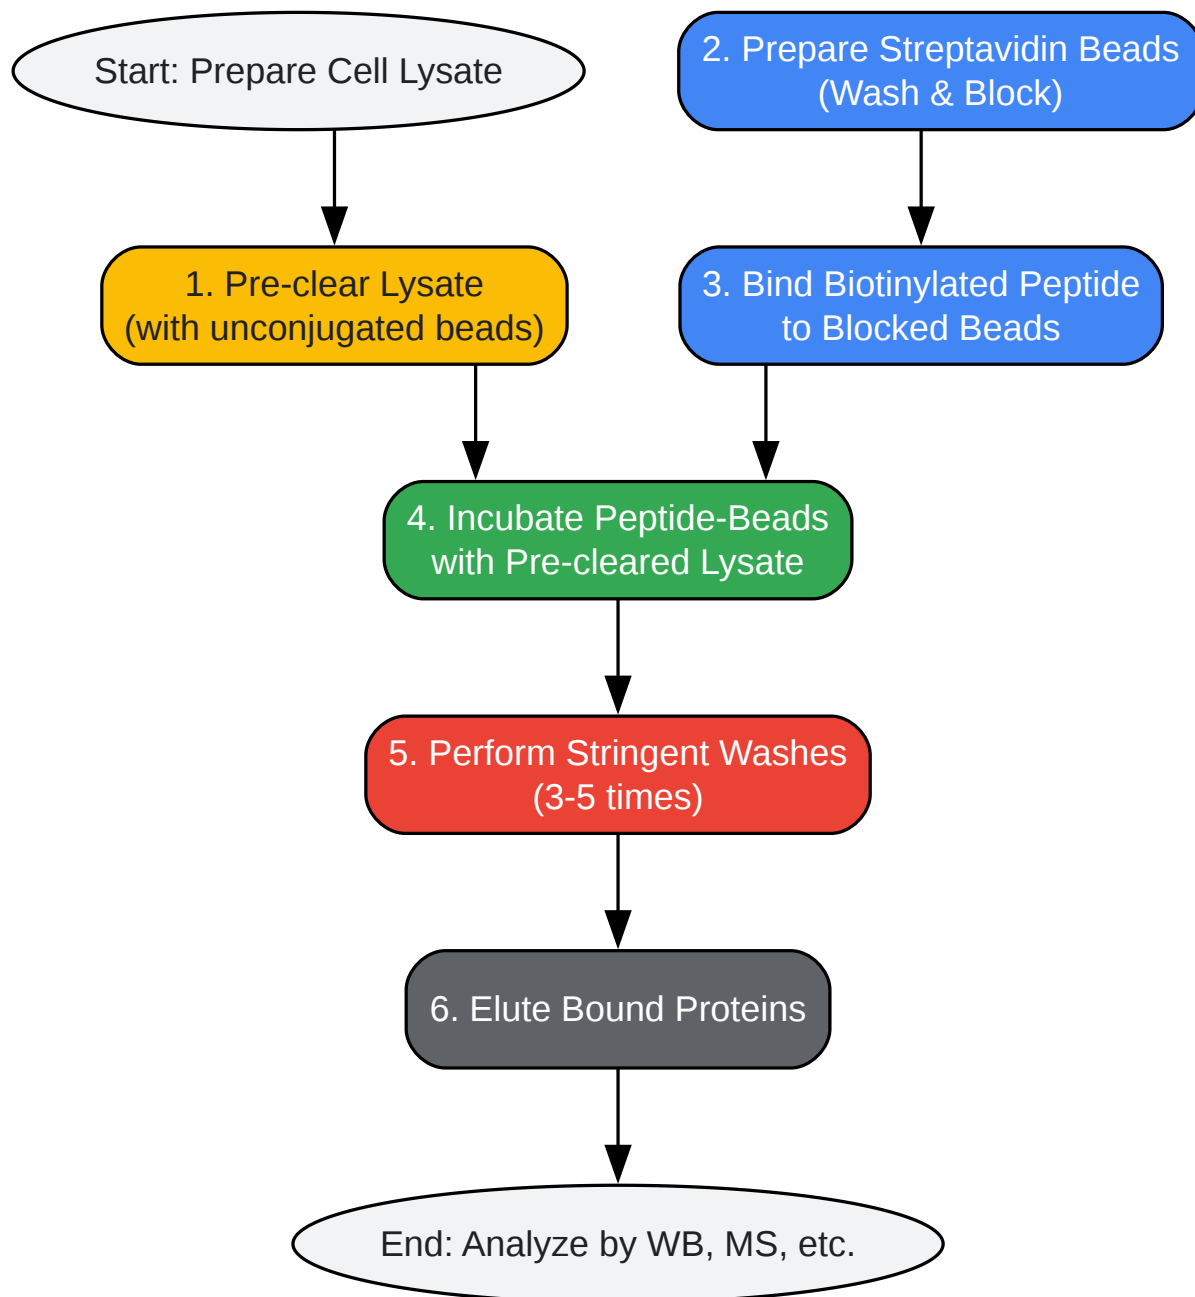 Start: Prepare Cell Lysate
2. Prepare Streptavidin Beads
(Wash & Block)
1. Pre-clear Lysate
(with unconjugated beads)
3. Bind Biotinylated Peptide
to Blocked Beads
4. Incubate Peptide-Beads
with Pre-cleared Lysate
5. Perform Stringent Washes
(3-5 times)
6. Elute Bound Proteins
End: Analyze by WB, MS, etc.